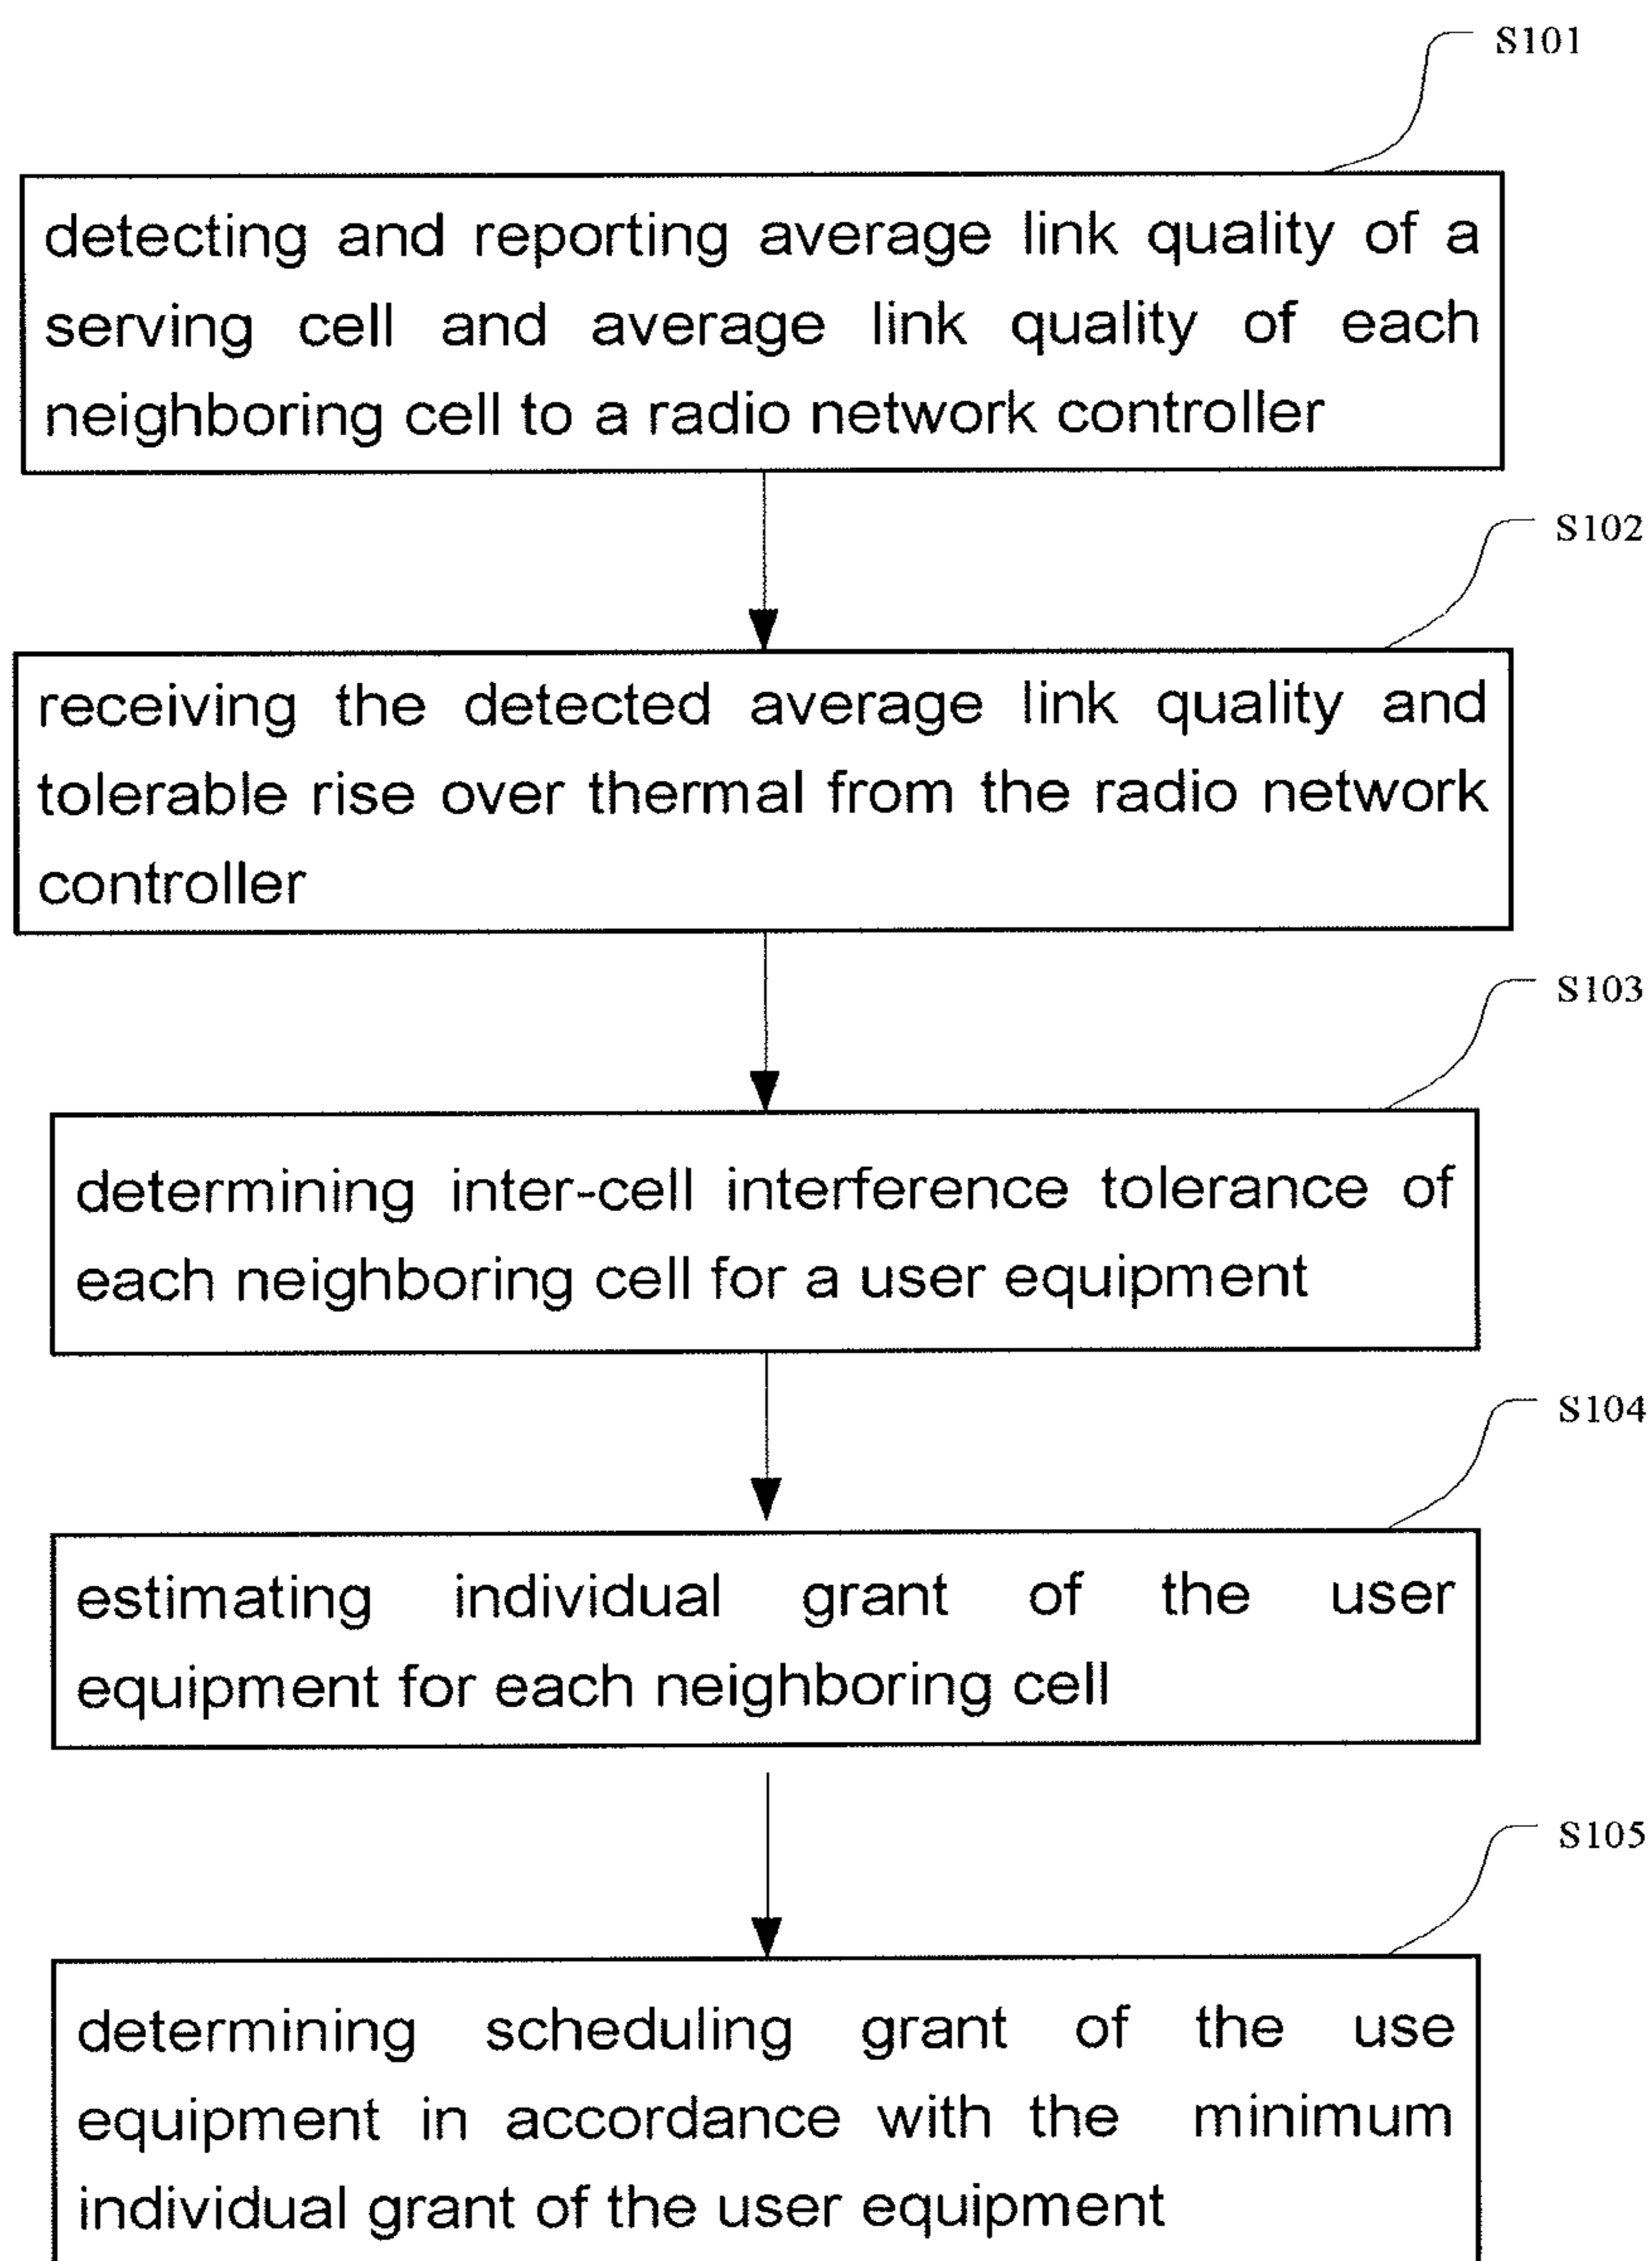 S101
detecting and reporting average link quality of a
serving cell and average link quality of each
neighboring cell to a radio network controller
S102
receiving the detected average link quality and
tolerable rise over thermal from the radio network
controller
S103
determining inter-cell interference tolerance of
each neighboring cell for a user equipment
S104
estimating individual grant of the user
equipment for each neighboring cell
S105
determining scheduling grant of the use
equipment in accordance with the minimum
individual grant of the user equipment